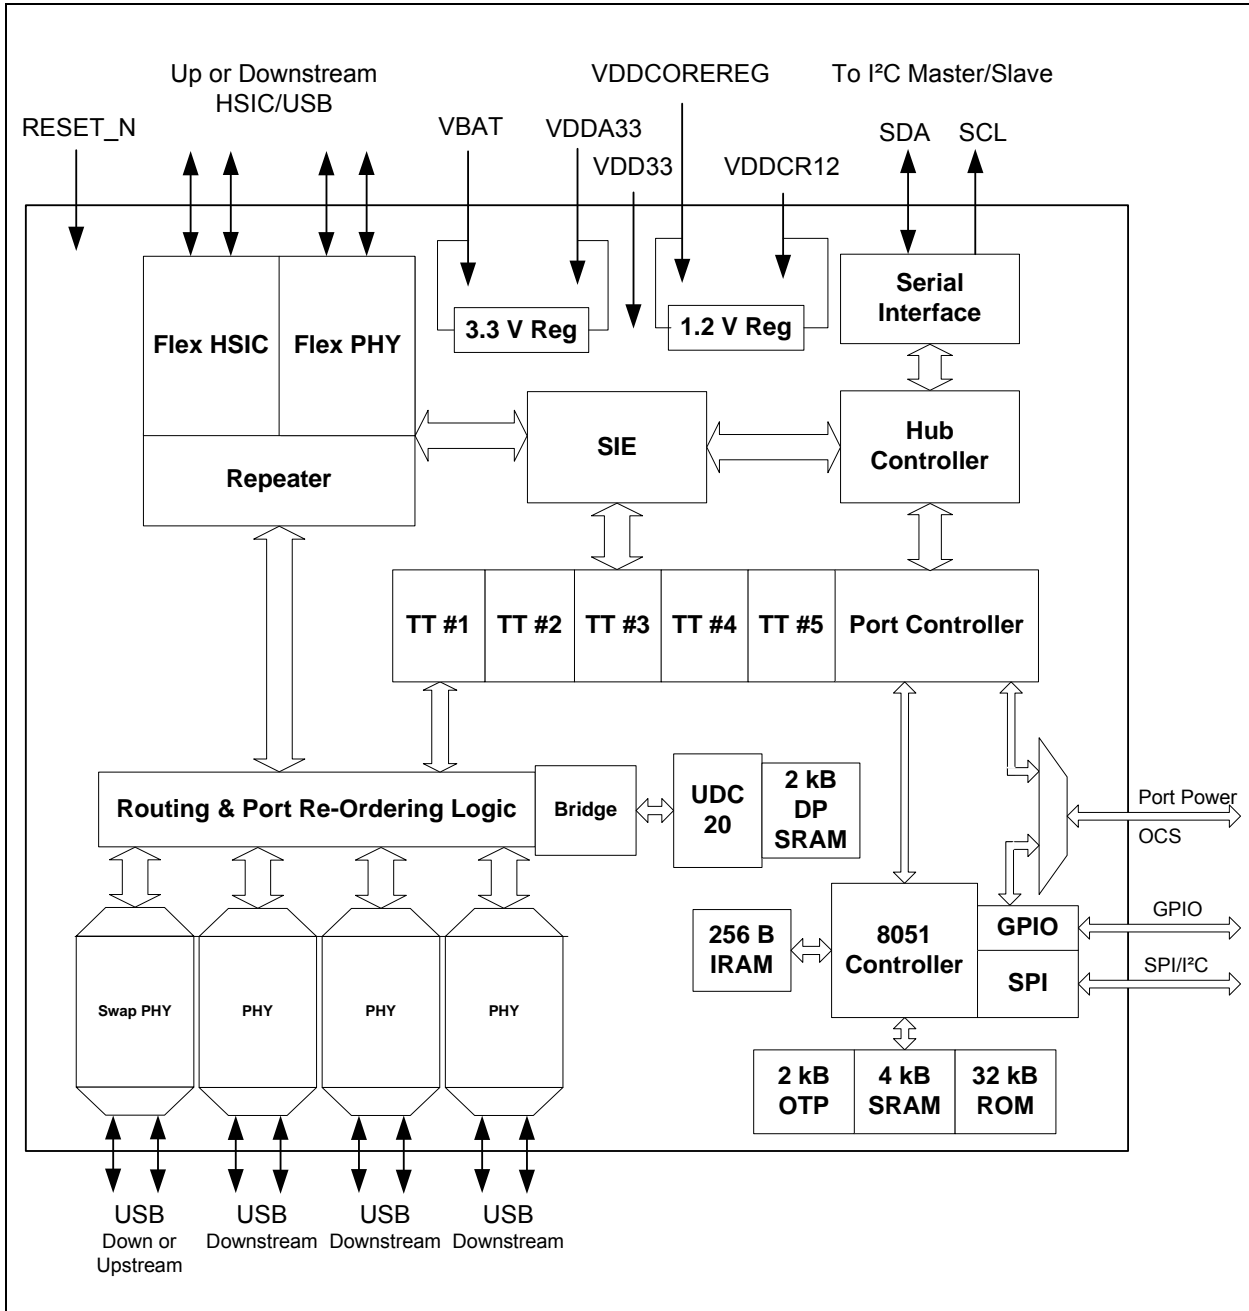 Up or Downstream
HSIC/USB
VDDCOREREG
To I²C Master/Slave
RESET_N
VBAT
VDDA33
VDD33
VDDCR12
SDA
SCL
Flex HSIC
Flex PHY
3.3 V Reg
1.2 V Reg
Serial
Interface
Repeater
SIE
Hub
Controller
TT #1
TT #2
TT #3
TT #4
TT #5
Port Controller
Routing & Port Re-Ordering Logic
Bridge
UDC
20
2 kB
DP
SRAM
Port Power
OCS
256 B
IRAM
8051
Controller
GPIO
SPI
GPIO
SPI/I²C
Swap PHY
PHY
PHY
PHY
2 kB
OTP
4 kB
SRAM
32 kB
ROM
USB
Down or
Upstream
USB
Downstream
USB
Downstream
USB
Downstream